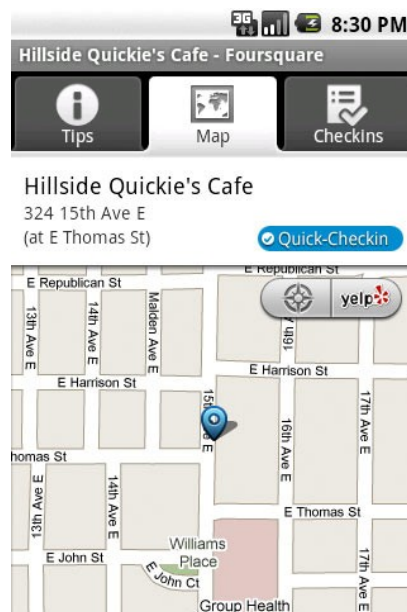 3G 8:30 PM
Hillside Quickie's Cafe - Foursquare
Tips Map Checkins
Hillside Quickie's Cafe
324 15th Ave E
(at E Thomas St)
Quick-Checkin
E Republican St
E Republican St
yelp
13th Ave E
14th Ave E
Malden Ave E
E Harrison St
E Harrison St
15th Ave E
16th Ave E
17th Ave E
homas St
13th Ave E
14th Ave E
E Thomas St
Williams
Place
E John St
E John Ct
17th Ave E
Group Health